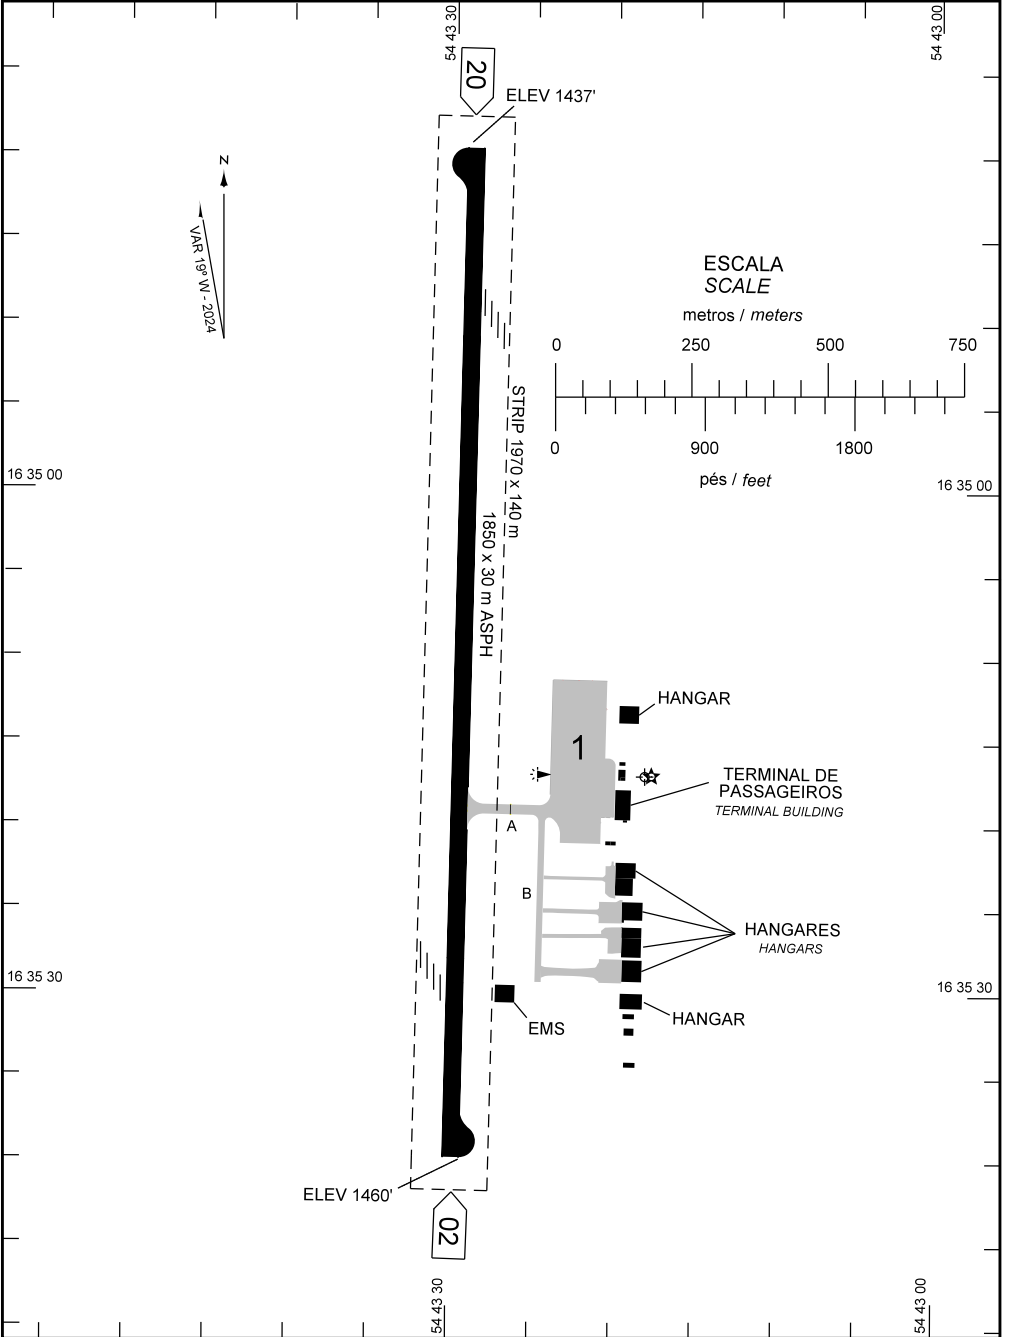 54 43 30
54 43 00
20
ELEV 1437'
N
VAR 19º W - 2024
ESCALA
SCALE
metros / meters
0 250 500 750
0 900 1800
pés / feet
STRIP 1970 x 140 m
1850 x 30 m ASPH
16 35 00
16 35 00
HANGAR
1
TERMINAL DE
PASSAGEIROS
TERMINAL BUILDING
A
B
HANGARES
HANGARS
16 35 30
16 35 30
EMS
HANGAR
ELEV 1460'
02
54 43 30
54 43 00